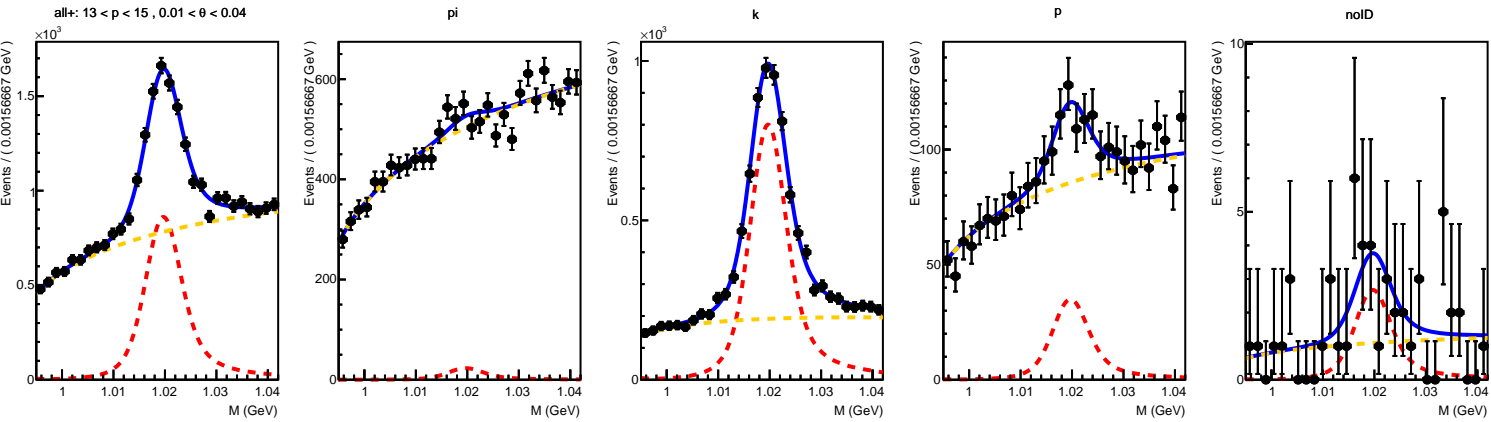 all+: 13 < p < 15 , 0.01 < θ < 0.04
×10³
Events / ( 0.00156667 GeV )
1.5
1
0.5
0
1 1.01 1.02 1.03 1.04
M (GeV)
pi
Events / ( 0.00156667 GeV )
600
400
200
0
1 1.01 1.02 1.03 1.04
M (GeV)
k
×10³
Events / ( 0.00156667 GeV )
1
0.5
0
1 1.01 1.02 1.03 1.04
M (GeV)
p
Events / ( 0.00156667 GeV )
100
50
0
1 1.01 1.02 1.03 1.04
M (GeV)
noID
Events / ( 0.00156667 GeV )
10
5
0
1 1.01 1.02 1.03 1.04
M (GeV)